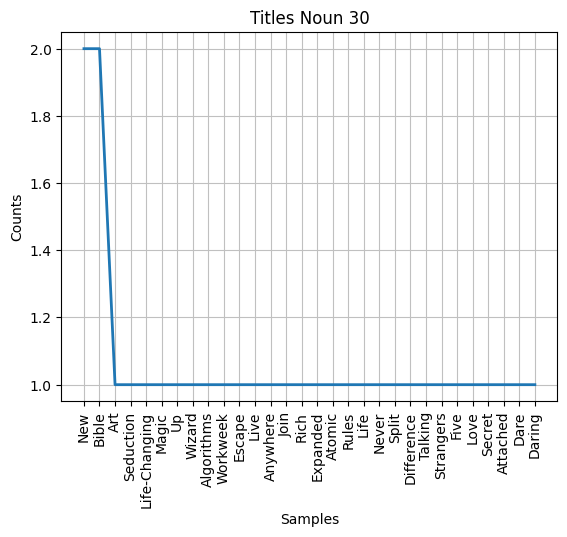 Titles Noun 30
2.0
1.8
1.6
1.4
1.2
1.0
Counts
New
Bible
Art
Seduction
Life-Changing
Magic
Up
Wizard
Algorithms
Workweek
Escape
Live
Anywhere
Join
Rich
Expanded
Atomic
Rules
Life
Never
Split
Difference
Talking
Strangers
Five
Love
Secret
Attached
Dare
Daring
Samples